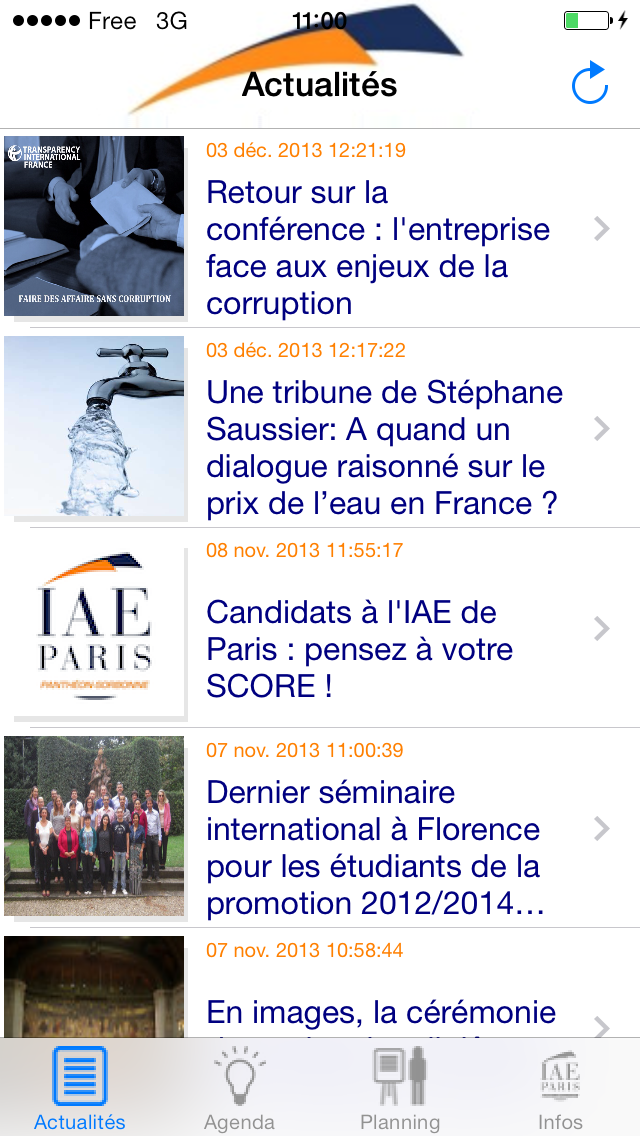 Free 3G 11:00
Actualités
TRANSPARENCY
INTERNATIONAL
FRANCE
FAIRE DES AFFAIRE SANS CORRUPTION
03 déc. 2013 12:21:19
Retour sur la
conférence : l'entreprise
face aux enjeux de la
corruption
03 déc. 2013 12:17:22
Une tribune de Stéphane
Saussier: A quand un
dialogue raisonné sur le
prix de l’eau en France ?
IAE
PARIS
PANTHÉON-SORBONNE
08 nov. 2013 11:55:17
Candidats à l'IAE de
Paris : pensez à votre
SCORE !
07 nov. 2013 11:00:39
Dernier séminaire
international à Florence
pour les étudiants de la
promotion 2012/2014...
07 nov. 2013 10:58:44
En images, la cérémonie
Actualités
Agenda
Planning
IAE
PARIS
Infos